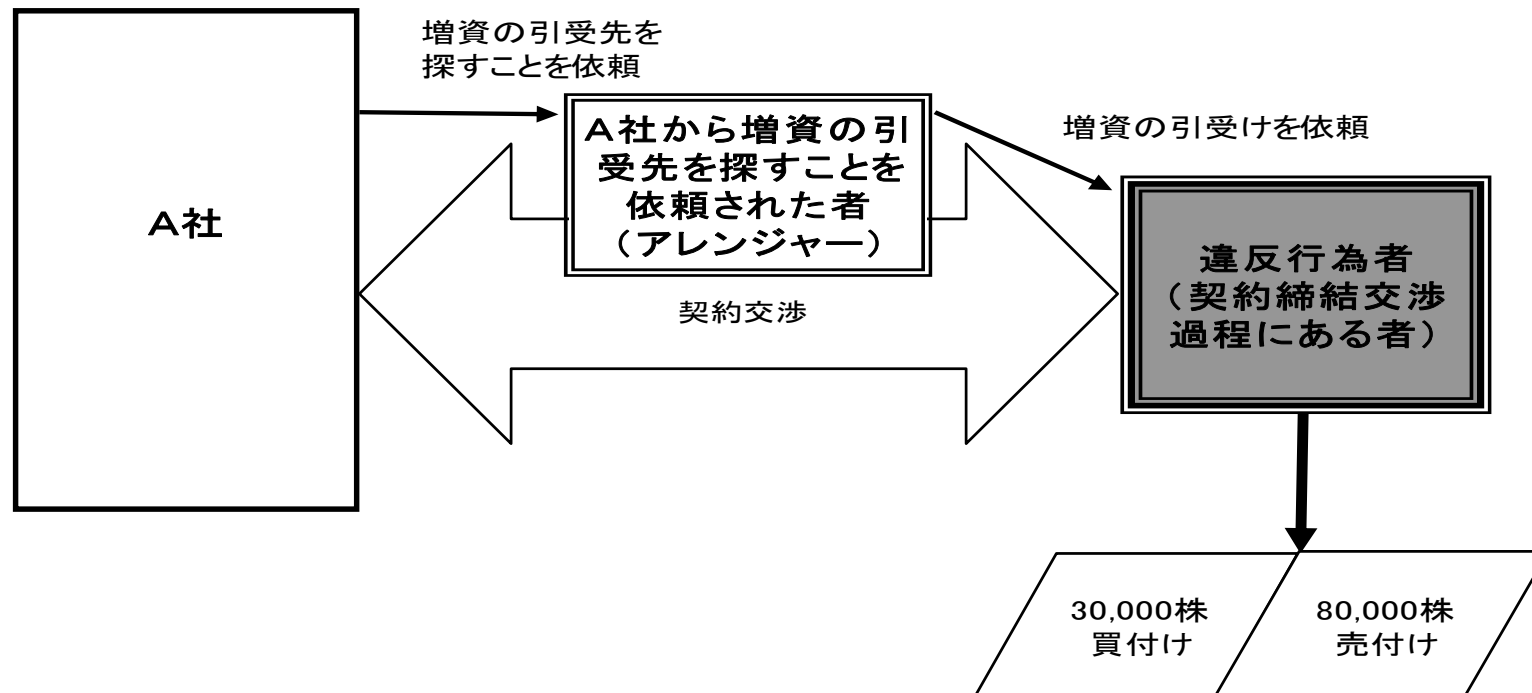 増資の引受先を
探すことを依頼
A社から増資の引
受先を探すことを
依頼された者
（アレンジャー）
増資の引受けを依頼
A社
違反行為者
（契約締結交渉
過程にある者）
契約交渉
30,000株
買付け
80,000株
売付け